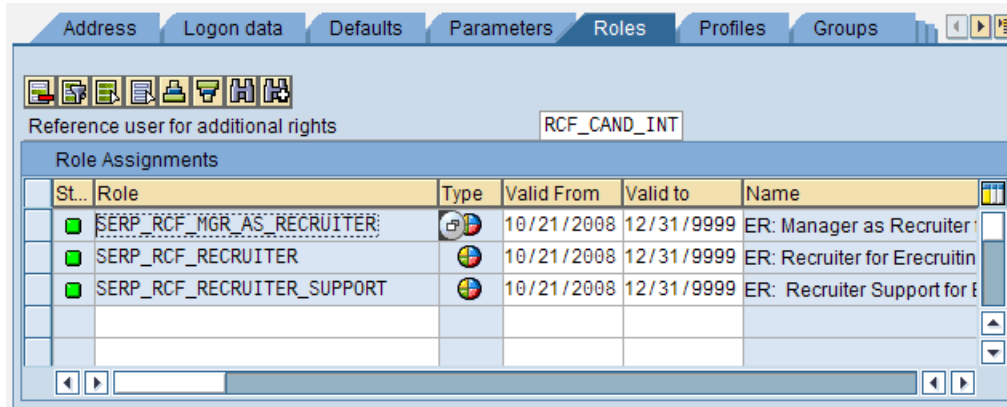 Address Logon data Defaults Parameters Roles Profiles Groups
Reference user for additional rights RCF_CAND_INT
Role Assignments
St... Role Type Valid From Valid to Name
SERP_RCF_MGR_AS_RECRUITER 10/21/2008 12/31/9999 ER: Manager as Recruiter
SERP_RCF_RECRUITER 10/21/2008 12/31/9999 ER: Recruiter for Erecruitin
SERP_RCF_RECRUITER_SUPPORT 10/21/2008 12/31/9999 ER: Recruiter Support for